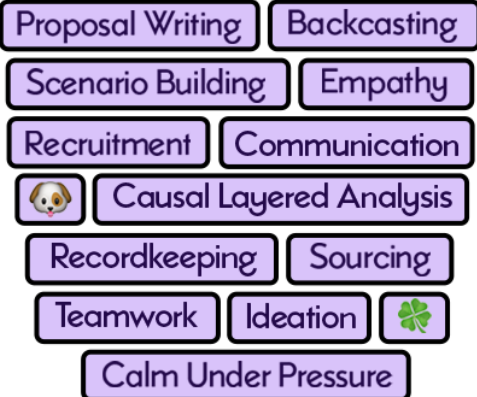 Proposal Writing Backcasting
Scenario Building Empathy
Recruitment Communication
🐶 Causal Layered Analysis
Recordkeeping Sourcing
Teamwork Ideation 🍀
Calm Under Pressure